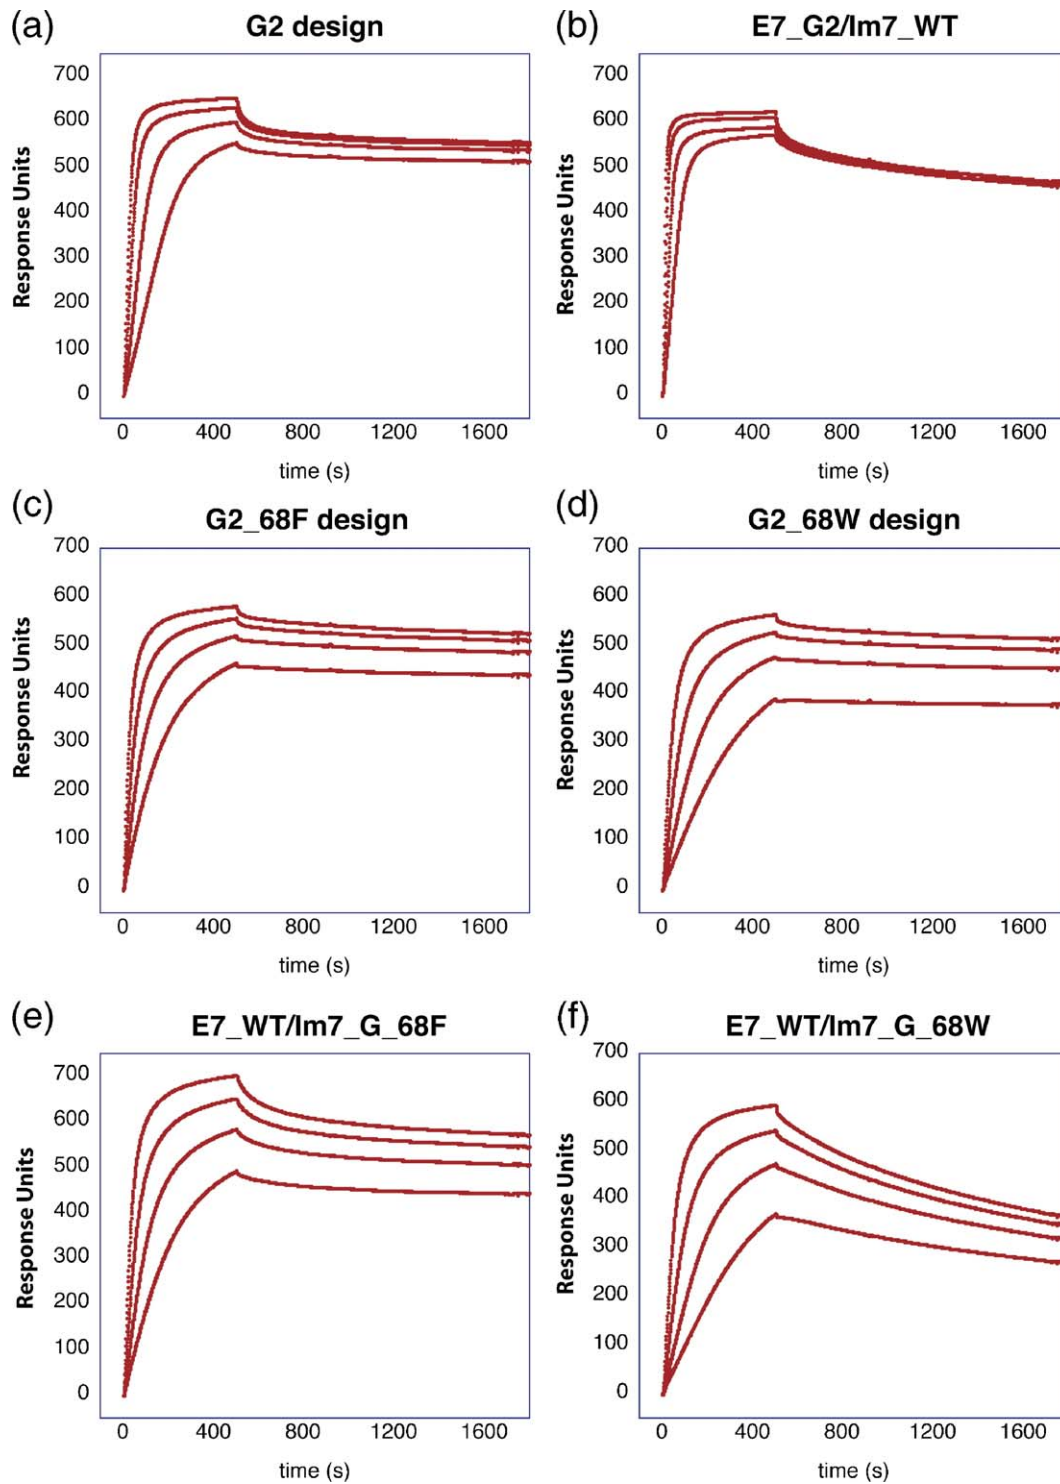 (a)
G2 design
700
600
500
400
300
200
100
0
Response Units
0 400 800 1200 1600
time (s)
(b)
E7_G2/Im7_WT
700
600
500
400
300
200
100
0
Response Units
0 400 800 1200 1600
time (s)
(c)
G2_68F design
700
600
500
400
300
200
100
0
Response Units
0 400 800 1200 1600
time (s)
(d)
G2_68W design
700
600
500
400
300
200
100
0
Response Units
0 400 800 1200 1600
time (s)
(e)
E7_WT/Im7_G_68F
700
600
500
400
300
200
100
0
Response Units
0 400 800 1200 1600
time (s)
(f)
E7_WT/Im7_G_68W
700
600
500
400
300
200
100
0
Response Units
0 400 800 1200 1600
time (s)